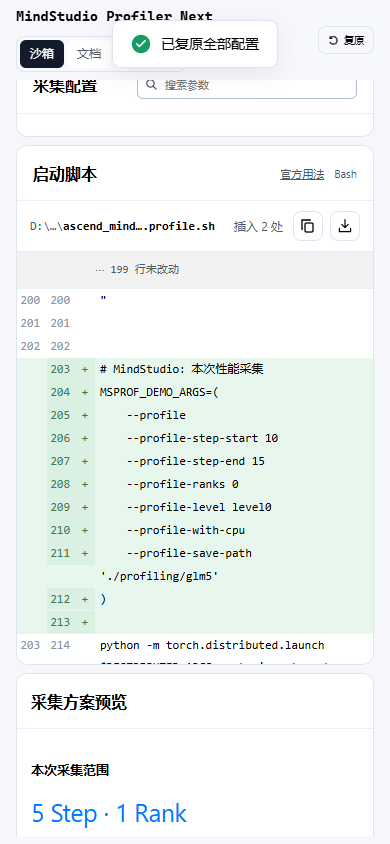 MindStudio Profiler Next
沙箱 文档
已复原全部配置
复原
采集配置
搜索参数
启动脚本
官方用法 Bash
D:\…\ascend_mind….profile.sh 插入 2 处
··· 199 行未改动
200 200 "
201 201
202 202
203 + # MindStudio: 本次性能采集
204 + MSPROF_DEMO_ARGS=(
205 + --profile
206 + --profile-step-start 10
207 + --profile-step-end 15
208 + --profile-ranks 0
209 + --profile-level level0
210 + --profile-with-cpu
211 + --profile-save-path
'./profiling/glm5'
212 + )
213 +
203 214 python -m torch.distributed.launch
采集方案预览
本次采集范围
5 Step · 1 Rank